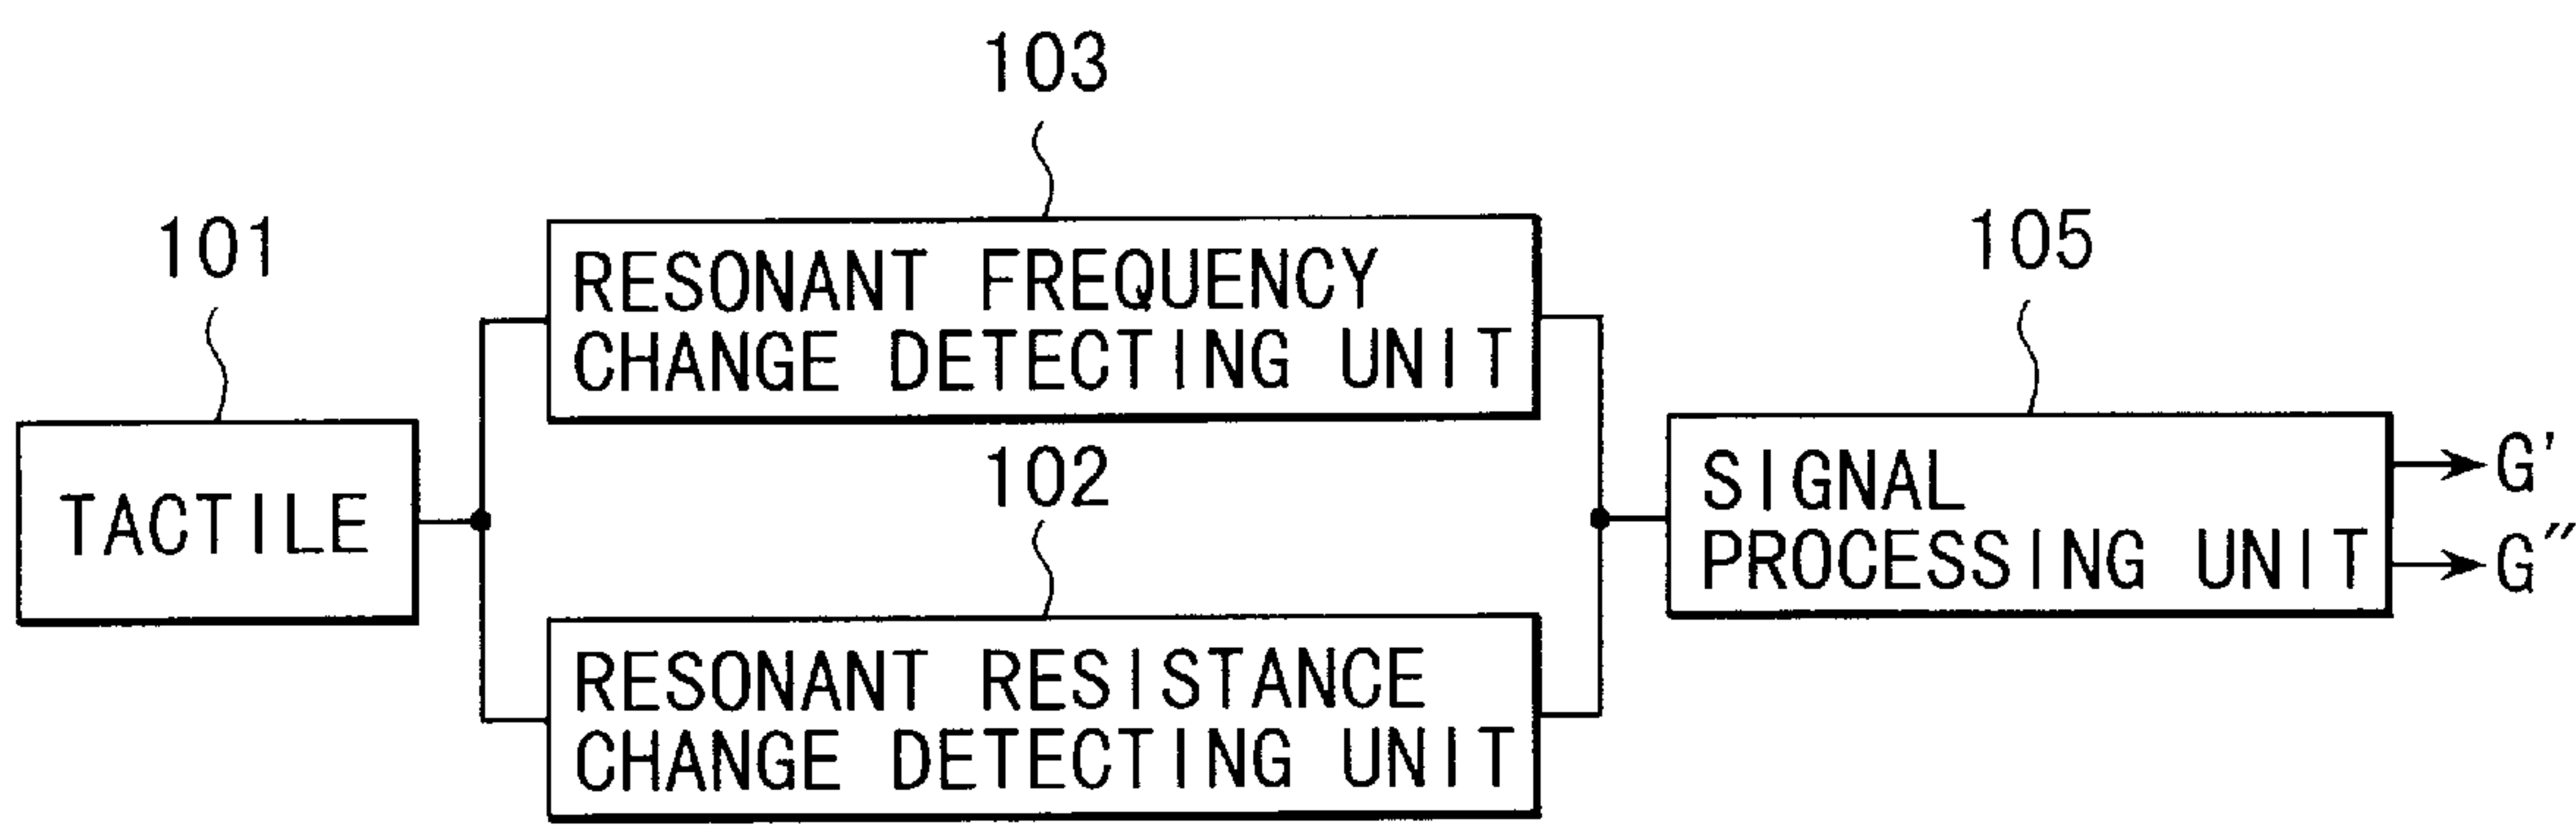 103
101
RESONANT FREQUENCY
CHANGE DETECTING UNIT
105
TACTILE
102
SIGNAL
PROCESSING UNIT
G'
G"
RESONANT RESISTANCE
CHANGE DETECTING UNIT